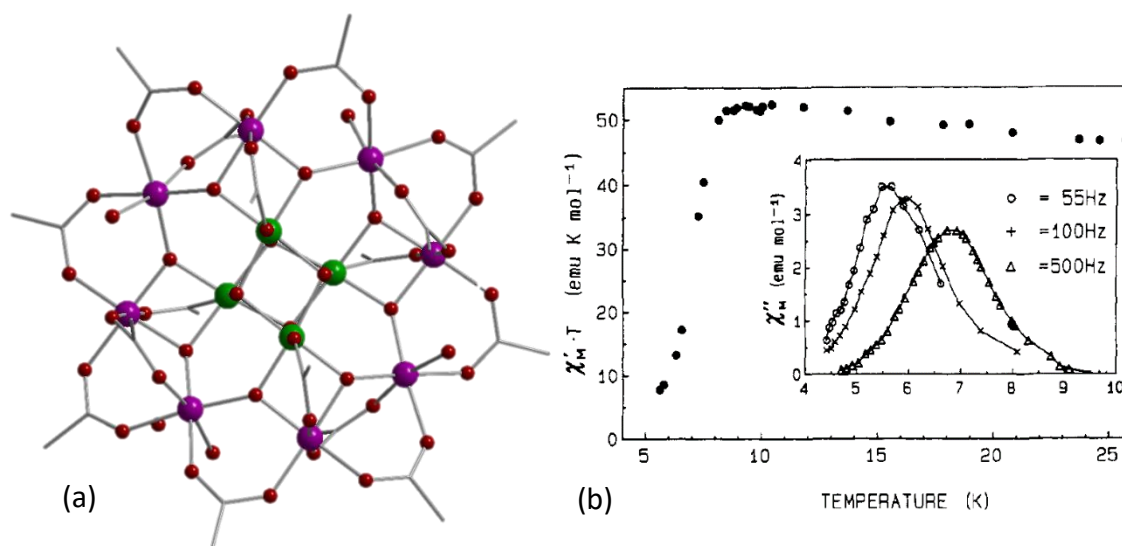 (a)
(b)
χ′M · T (emu K mol⁻¹)
50
40
30
20
10
0
5
10
15
20
25
TEMPERATURE (K)
χ″M (emu mol⁻¹)
4
3
2
1
0
4
5
6
7
8
9
10
○ = 55Hz
+ =100Hz
△ =500Hz